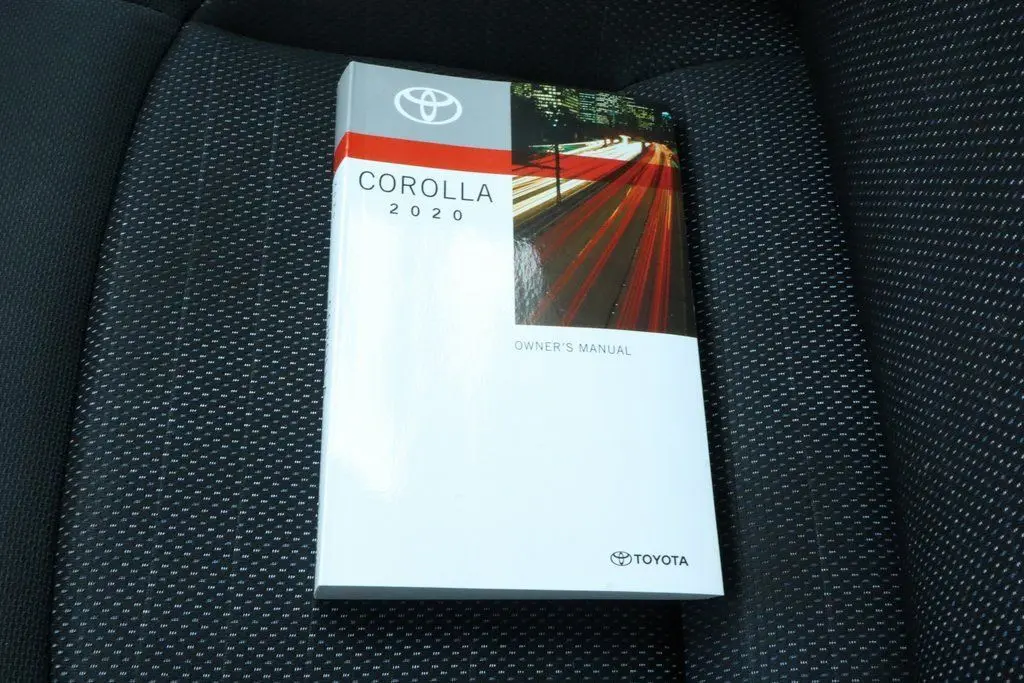 COROLLA
2020
OWNER'S MANUAL
TOYOTA